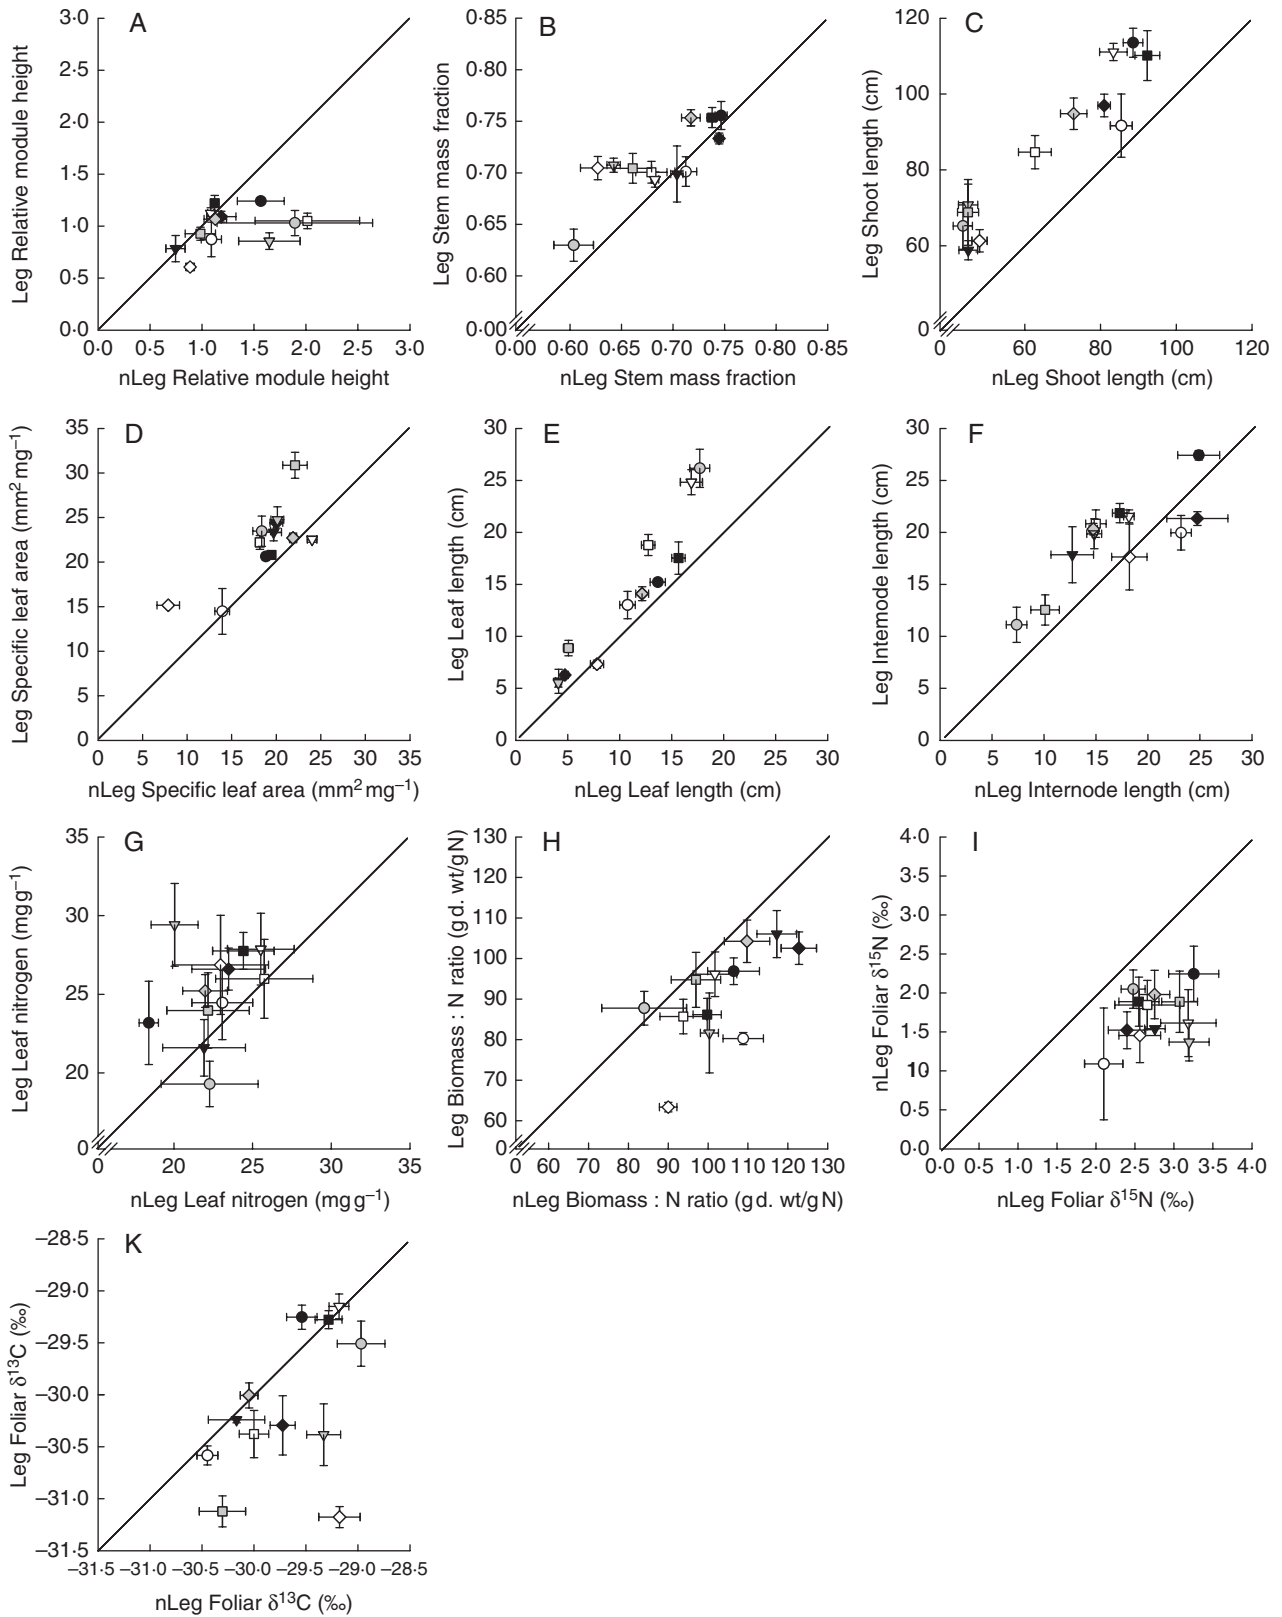 A
3·0
2·5
2·0
1·5
1·0
0·5
0·0
Leg Relative module height
0·0 0·5 1·0 1·5 2·0 2·5 3·0
nLeg Relative module height
B
0·85
0·80
0·75
0·70
0·65
0·60
0·00
Leg Stem mass fraction
0·00 0·60 0·65 0·70 0·75 0·80 0·85
nLeg Stem mass fraction
C
120
100
80
60
0
Leg Shoot length (cm)
0 60 80 100 120
nLeg Shoot length (cm)
D
35
30
25
20
15
10
5
0
Leg Specific leaf area (mm² mg⁻¹)
0 5 10 15 20 25 30 35
nLeg Specific leaf area (mm² mg⁻¹)
E
30
25
20
15
10
5
0
Leg Leaf length (cm)
0 5 10 15 20 25 30
nLeg Leaf length (cm)
F
30
25
20
15
10
5
0
Leg Internode length (cm)
0 5 10 15 20 25 30
nLeg Internode length (cm)
G
35
30
25
20
0
Leg Leaf nitrogen (mg g⁻¹)
0 20 25 30 35
nLeg Leaf nitrogen (mg g⁻¹)
H
130
110
100
90
80
70
60
0
Leg Biomass : N ratio (g d. wt/g N)
0 60 80 80 100 110 130
nLeg Biomass : N ratio (g d. wt/g N)
I
4·0
3·5
3·0
2·5
2·0
1·5
10
0·5
0·0
nLeg Foliar δ¹⁵N (‰)
0·0 0·5 1·0 1·5 2·0 2·5 3·0 3·5 4·0
nLeg Foliar δ¹⁵N (‰)
K
−28·5
−29·0
−29·5
−30·0
−30·5
−31·0
−31·5
Leg Foliar δ¹³C (‰)
−31·5 −31·0 −30·5 −30·0 −29·5 −29·0 −28·5
nLeg Foliar δ¹³C (‰)